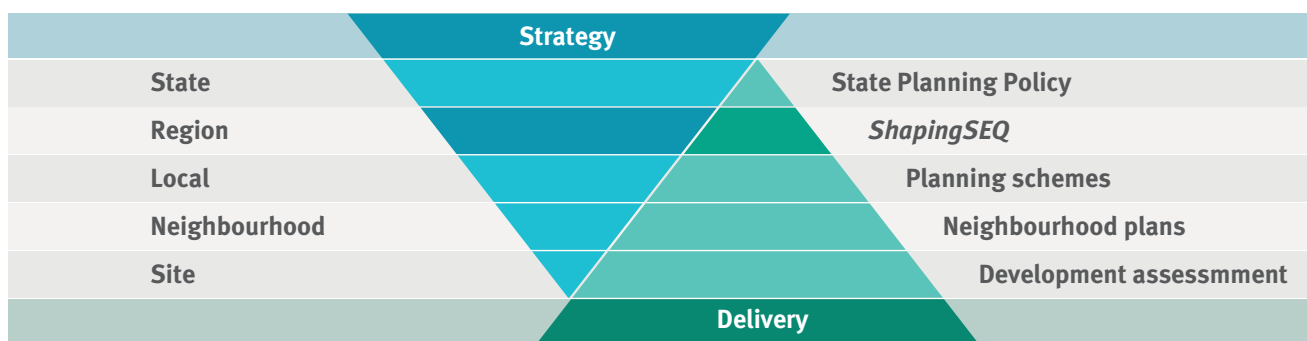 Strategy
State State Planning Policy
Region ShapingSEQ
Local Planning schemes
Neighbourhood Neighbourhood plans
Site Development assessmment
Delivery